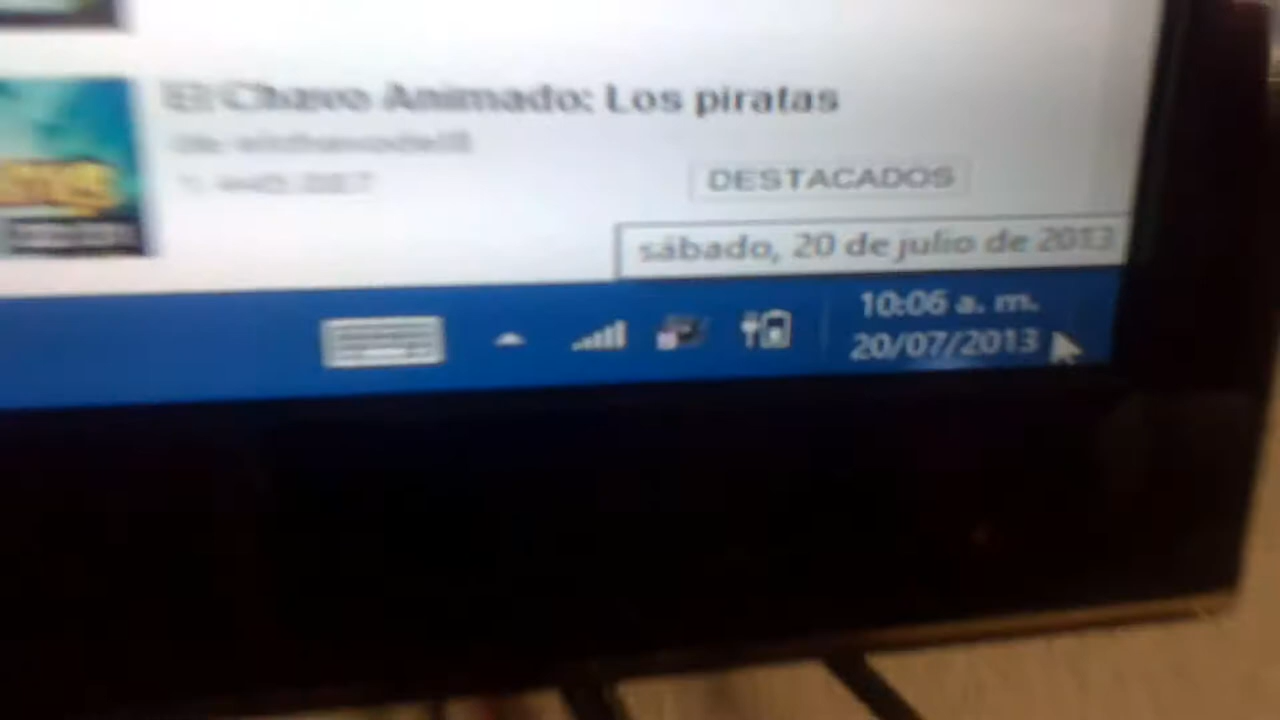 El Chavo Animado: Los piratas
DESTACADOS
sábado, 20 de julio de 2013
10:06 a. m.
20/07/2013